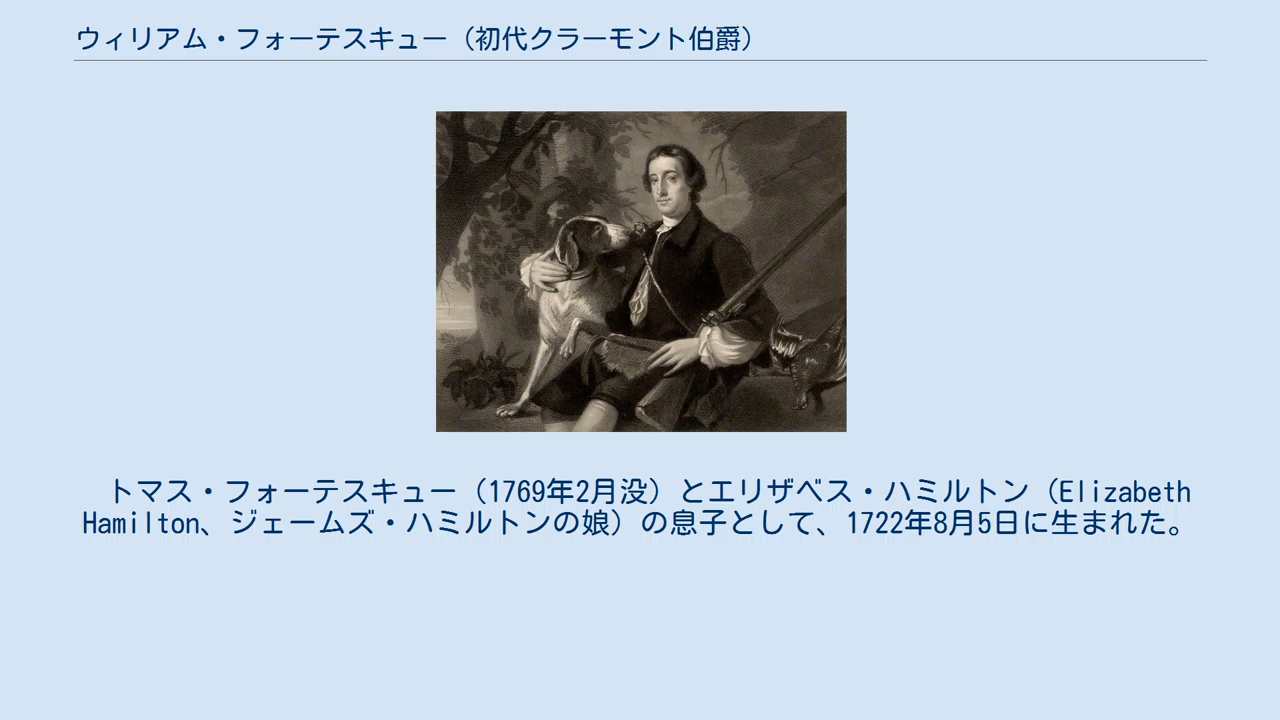 ウィリアム・フォーテスキュー（初代クラーモント伯爵）
トマス・フォーテスキュー（1769年2月没）とエリザベス・ハミルトン（Elizabeth
Hamilton、ジェームズ・ハミルトンの娘）の息子として、1722年8月5日に生まれた。